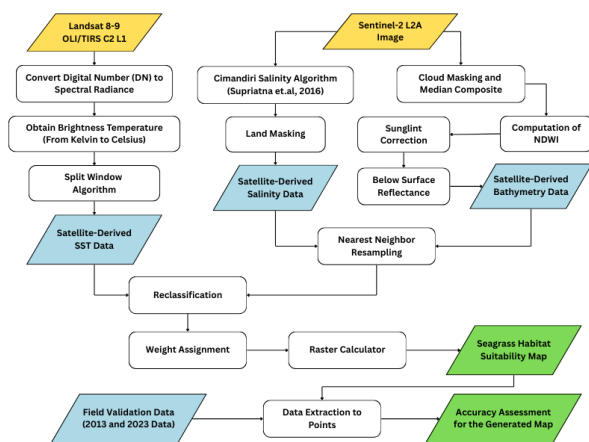 Landsat 8-9
OLI/TIRS C2 L1
Sentinel-2 L2A
Image
Convert Digital Number (DN) to
Spectral Radiance
Cimandiri Salinity Algorithm
(Supriatna et.al, 2016)
Cloud Masking and
Median Composite
Obtain Brightness Temperature
(From Kelvin to Celsius)
Land Masking
Sunglint
Correction
Computation of
NDWI
Split Window
Algorithm
Satellite-Derived
Salinity Data
Below Surface
Reflectance
Satellite-Derived
Bathymetry Data
Satellite-Derived
SST Data
Nearest Neighbor
Resampling
Reclassification
Weight Assignment
Raster Calculator
Seagrass Habitat
Suitability Map
Field Validation Data
(2013 and 2023 Data)
Data Extraction to
Points
Accuracy Assessment
for the Generated Map